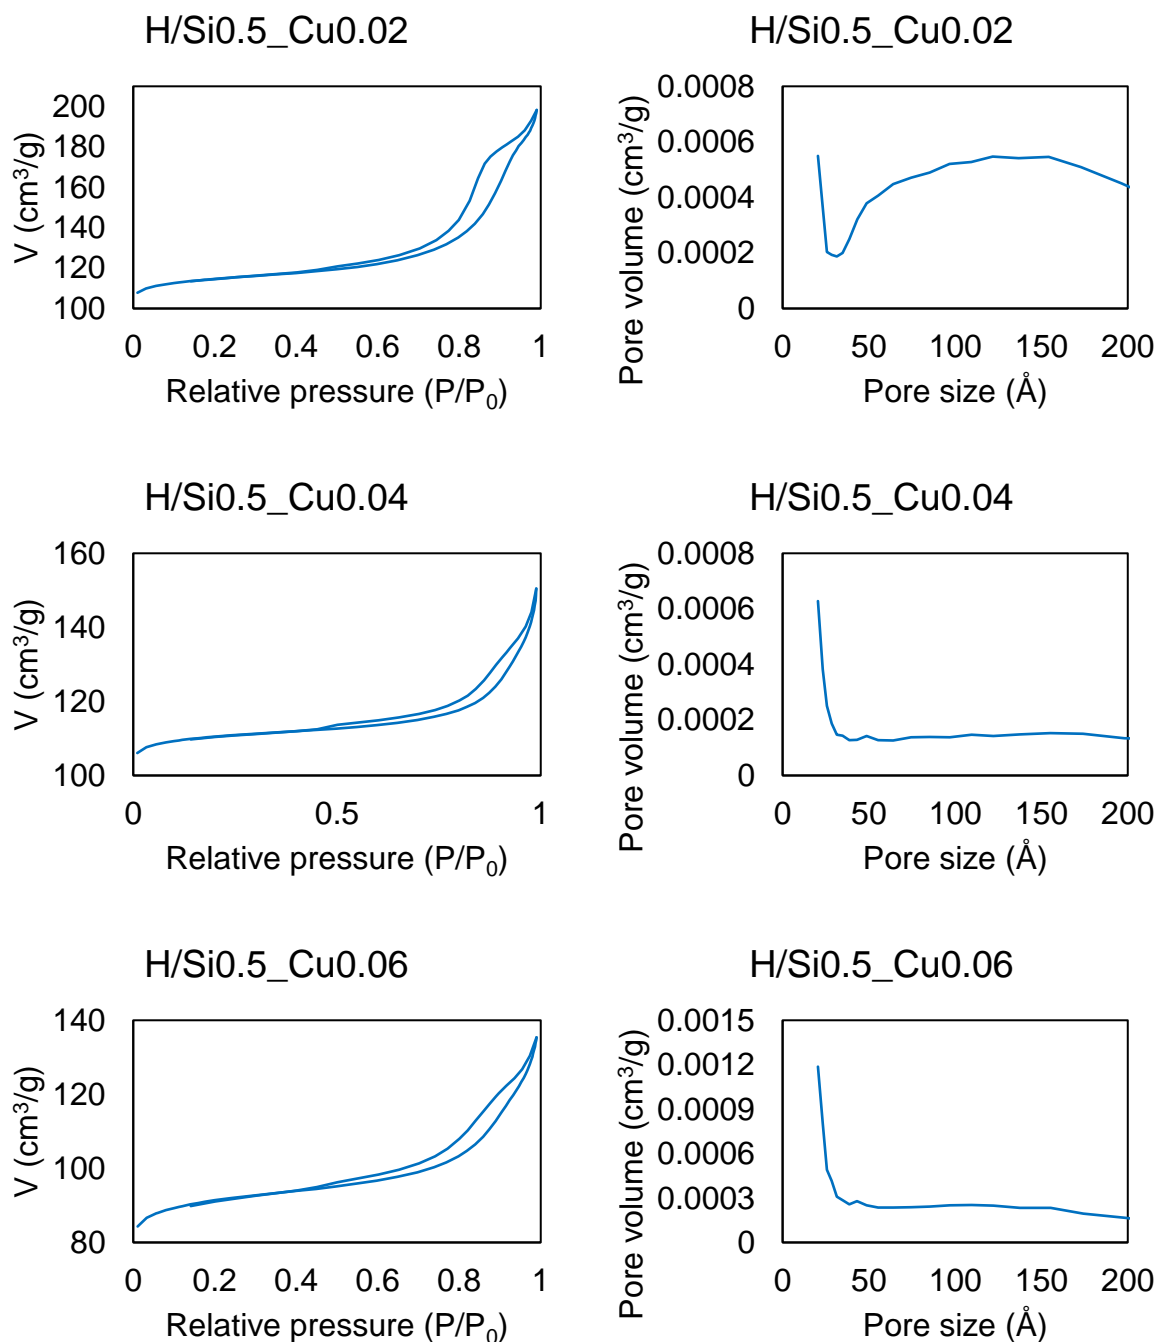 H/Si0.5_Cu0.02
V (cm³/g)
200
180
160
140
120
100
0 0.2 0.4 0.6 0.8 1
Relative pressure (P/P₀)
H/Si0.5_Cu0.02
Pore volume (cm³/g)
0.0008
0.0006
0.0004
0.0002
0
0 50 100 150 200
Pore size (Å)
H/Si0.5_Cu0.04
V (cm³/g)
160
140
120
100
0 0.5 1
Relative pressure (P/P₀)
H/Si0.5_Cu0.04
Pore volume (cm³/g)
0.0008
0.0006
0.0004
0.0002
0
0 50 100 150 200
Pore size (Å)
H/Si0.5_Cu0.06
V (cm³/g)
140
120
100
80
0 0.2 0.4 0.6 0.8 1
Relative pressure (P/P₀)
H/Si0.5_Cu0.06
Pore volume (cm³/g)
0.0015
0.0012
0.0009
0.0006
0.0003
0
0 50 100 150 200
Pore size (Å)